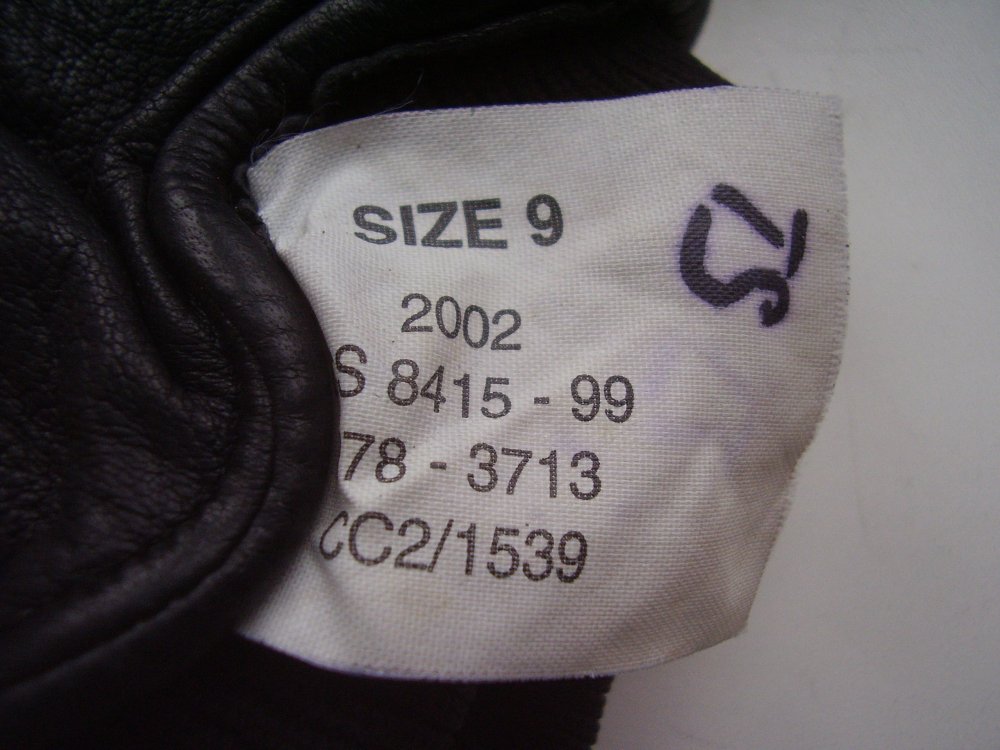 SIZE 9
2002
S 8415 - 99
78 - 3713
CC2/1539